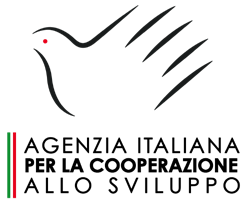 AGENZIA ITALIANA
PER LA COOPERAZIONE
ALLO SVILUPPO